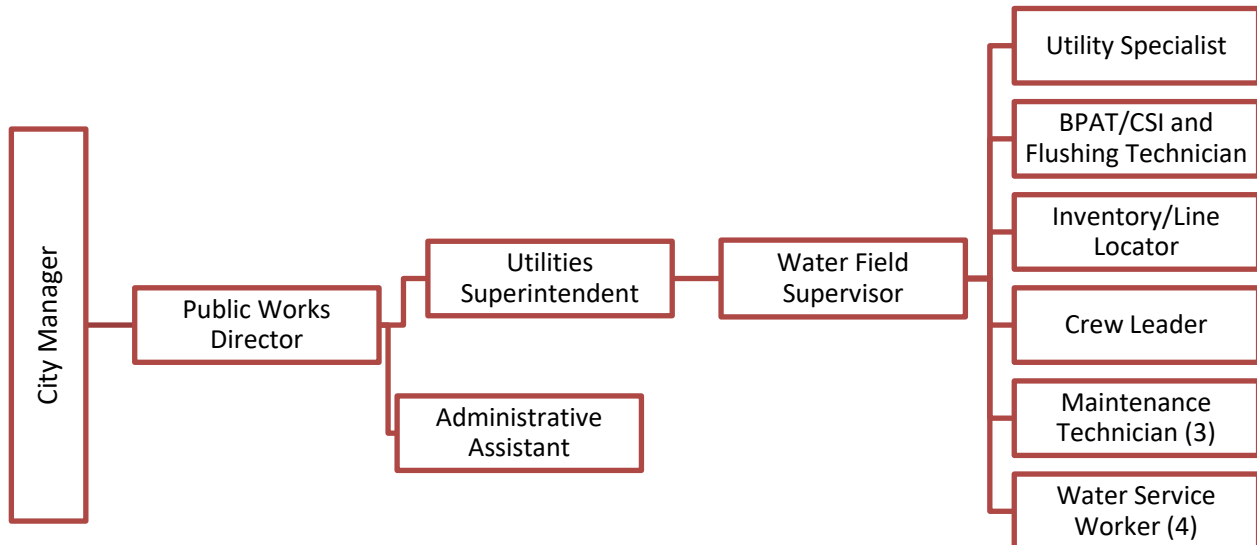 City Manager
Public Works
Director
Utilities
Superintendent
Administrative
Assistant
Water Field
Supervisor
Utility Specialist
BPAT/CSI and
Flushing Technician
Inventory/Line
Locator
Crew Leader
Maintenance
Technician (3)
Water Service
Worker (4)